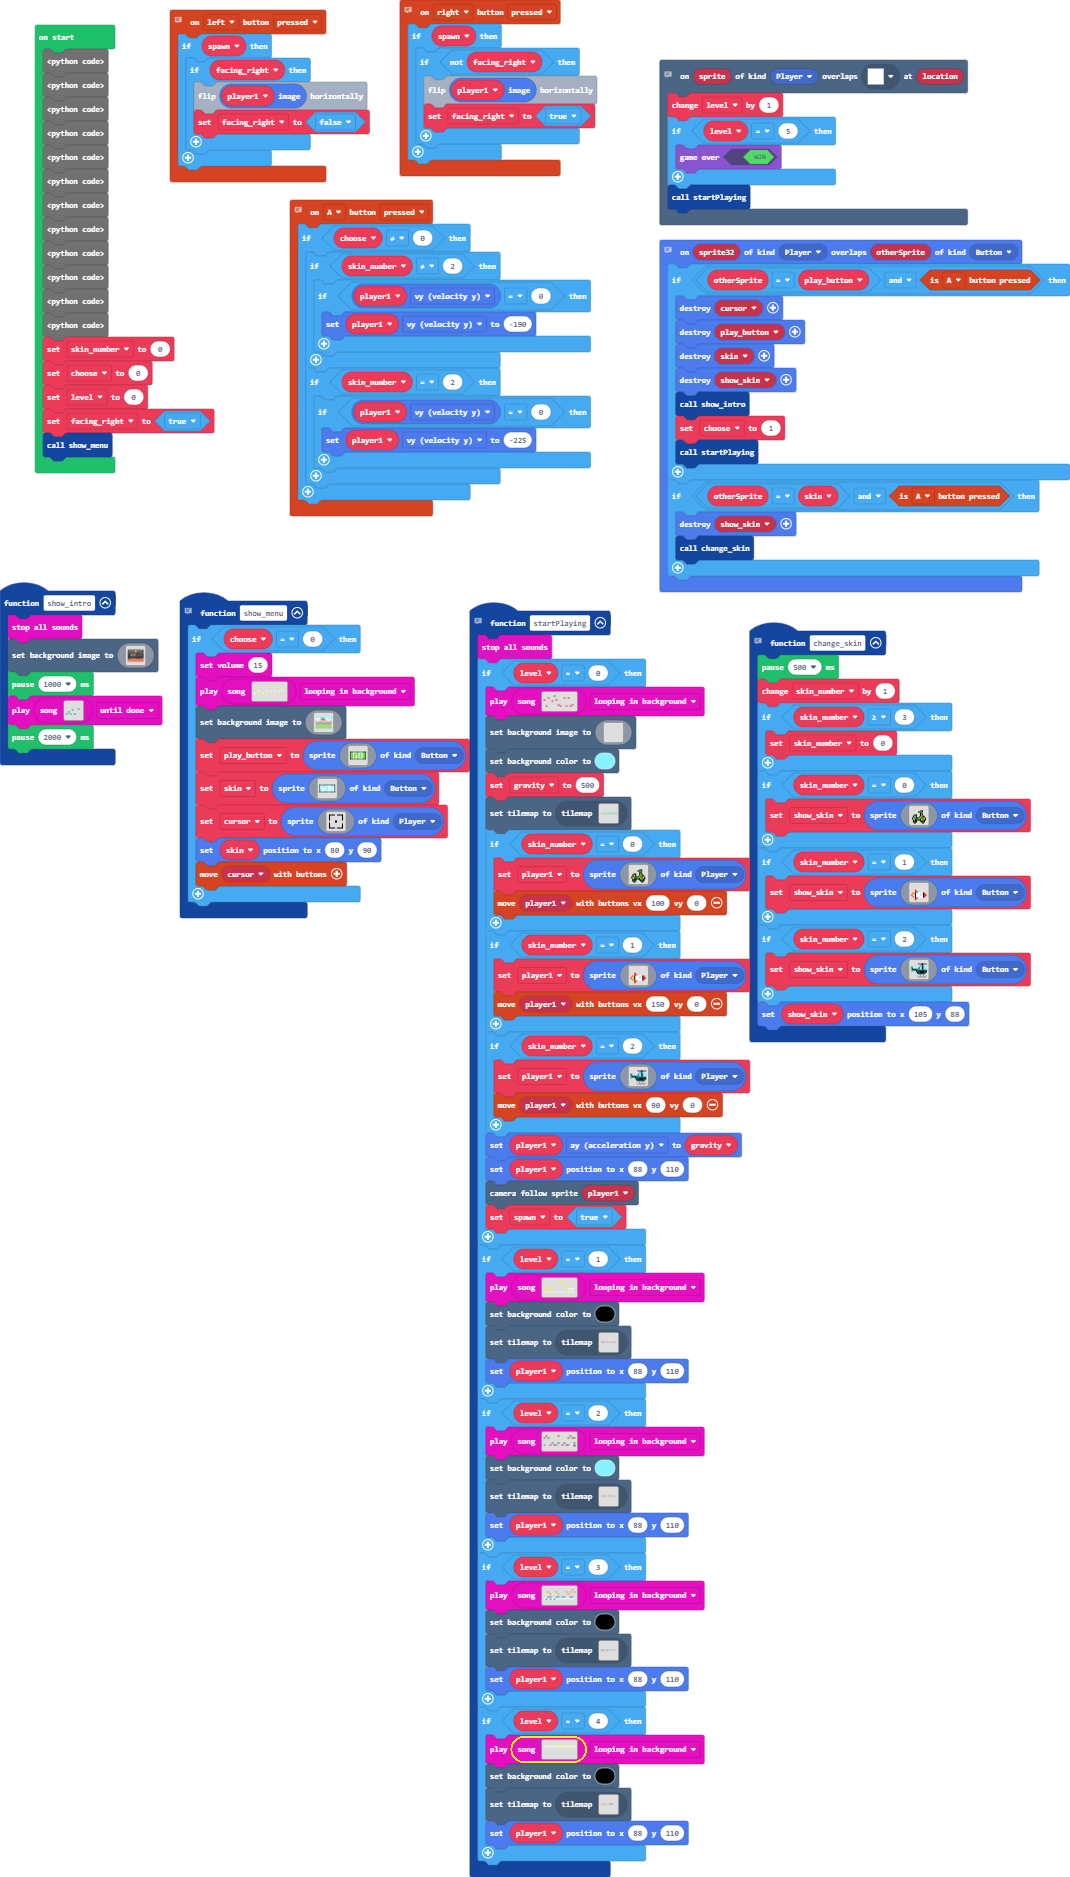 on start
<python code>
<python code>
<python code>
<python code>
<python code>
<python code>
<python code>
<python code>
<python code>
<python code>
<python code>
<python code>
set skin_number to 0
set choose to 0
set level to 0
set facing_right to true
call show_menu
on left button pressed
if spawn then
if facing_right then
flip player1 image horizontally
set facing_right to false
on right button pressed
if spawn then
if not facing_right then
flip player1 image horizontally
set facing_right to true
on A button pressed
if choose ≠ 0 then
if skin_number ≠ 2 then
if player1 vy (velocity y) = 0 then
set player1 vy (velocity y) to -190
if skin_number = 2 then
if player1 vy (velocity y) = 0 then
set player1 vy (velocity y) to -225
on sprite of kind Player overlaps at location
change level by 1
if level = 5 then
game over WIN
call startPlaying
on sprite32 of kind Player overlaps otherSprite of kind Button
if otherSprite = play_button and is A button pressed then
destroy cursor
destroy play_button
destroy skin
destroy show_skin
call show_intro
set choose to 1
call startPlaying
if otherSprite = skin and is A button pressed then
destroy show_skin
call change_skin
function show_intro
stop all sounds
set background image to
pause 1000 ms
play song until done
pause 2000 ms
function show_menu
if choose = 0 then
set volume 15
play song looping in background
set background image to
set play_button to sprite of kind Button
set skin to sprite of kind Button
set cursor to sprite of kind Player
set skin position to x 80 y 90
move cursor with buttons
function startPlaying
stop all sounds
if level = 0 then
play song looping in background
set background image to
set background color to
set gravity to 500
set tilemap to tilemap
if skin_number = 0 then
set player1 to sprite of kind Player
move player1 with buttons vx 100 vy 0
if skin_number = 1 then
set player1 to sprite of kind Player
move player1 with buttons vx 150 vy 0
if skin_number = 2 then
set player1 to sprite of kind Player
move player1 with buttons vx 90 vy 0
set player1 ay (acceleration y) to gravity
set player1 position to x 88 y 110
camera follow sprite player1
set spawn to true
if level = 1 then
play song looping in background
set background color to
set tilemap to tilemap
set player1 position to x 88 y 110
if level = 2 then
play song looping in background
set background color to
set tilemap to tilemap
set player1 position to x 88 y 110
if level = 3 then
play song looping in background
set background color to
set tilemap to tilemap
set player1 position to x 88 y 110
if level = 4 then
play song looping in background
set background color to
set tilemap to tilemap
set player1 position to x 88 y 110
function change_skin
pause 500 ms
change skin_number by 1
if skin_number ≥ 3 then
set skin_number to 0
if skin_number = 0 then
set show_skin to sprite of kind Button
if skin_number = 1 then
set show_skin to sprite of kind Button
if skin_number = 2 then
set show_skin to sprite of kind Button
set show_skin position to x 105 y 88